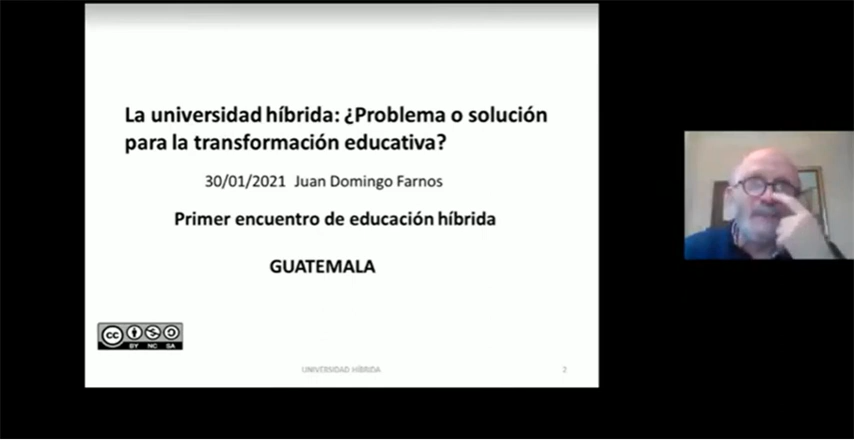 La universidad híbrida: ¿Problema o solución
para la transformación educativa?
30/01/2021 Juan Domingo Farnos
Primer encuentro de educación híbrida
GUATEMALA
cc
BY NC SA
UNIVERSIDAD HÍBRIDA 2